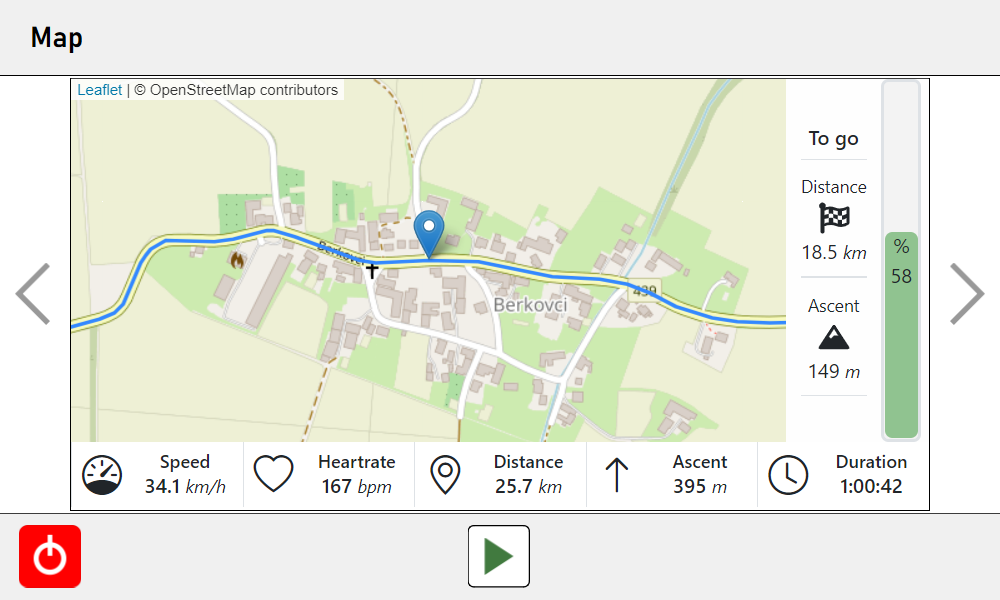 Map
Leaflet | © OpenStreetMap contributors
Berkovci
439
Berkovci
To go
Distance
18.5 km
Ascent
149 m
%
58
Speed
34.1 km/h
Heartrate
167 bpm
Distance
25.7 km
Ascent
395 m
Duration
1:00:42